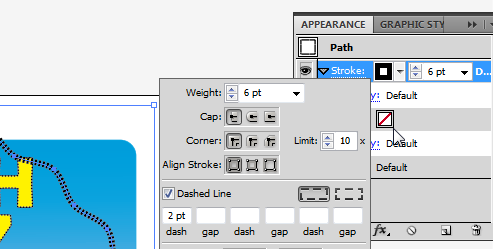 APPEARANCE
GRAPHIC STY
Path
Stroke:
6 pt
D...
Weight: 6 pt
y: Default
Cap:
Corner:
Limit: 10 x
y: Default
Align Stroke:
Default
Dashed Line
2 pt
dash gap dash gap dash gap
fx